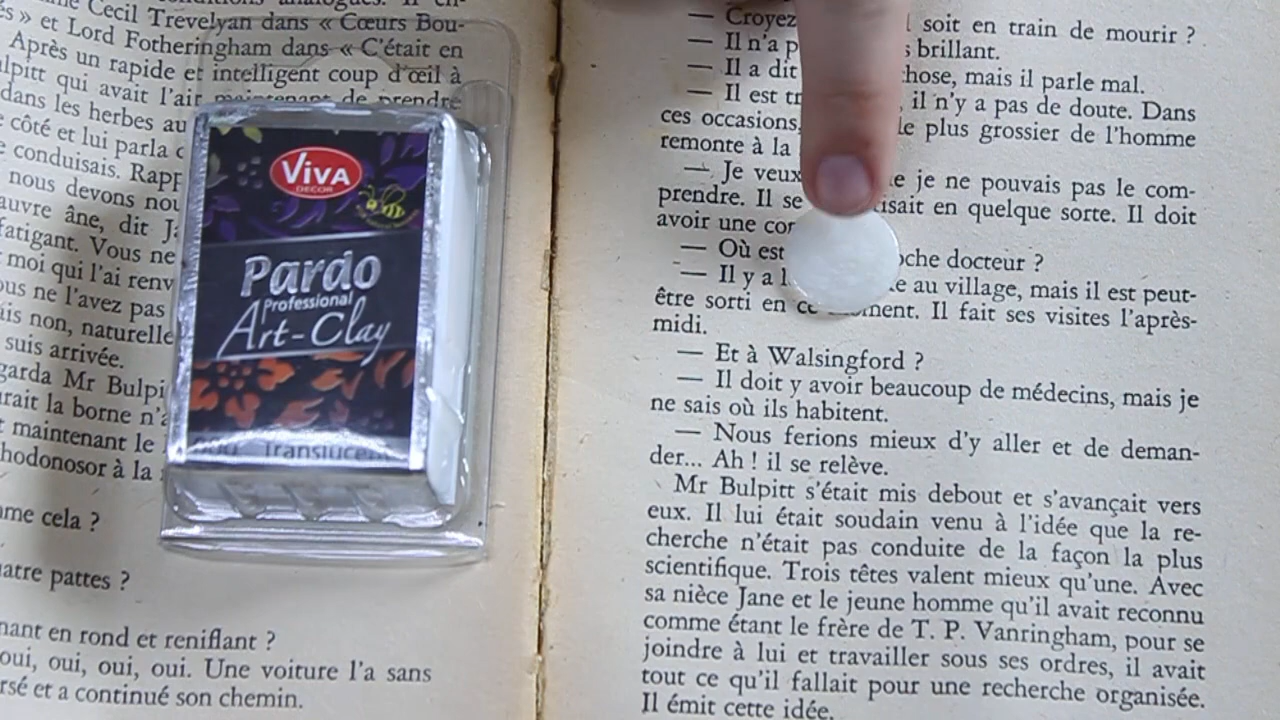 me Cecil Trevelyan dans « Cœurs Bou-
és » et Lord Fotheringham dans « C'était en
Après un rapide et intelligent coup d'œil à
ulpitt qui avait l'air maintenant de prendre
dans les herbes au
côté et lui parla
conduisais. Rapp
nous devons nou
auvre âne, dit J
fatigant. Vous ne
moi qui l'ai renv
ous ne l'avez pas
ais non, naturelle
suis arrivée.
garda Mr Bulpi
rait la borne n'a
maintenant le
hodonosor à la
me cela ?
uatre pattes ?
nant en rond et reniflant ?
oui, oui, oui, oui. Une voiture l'a sans
rsé et a continué son chemin.
VIVA
DECOR
Pardo
Professional
Art-Clay
Translucent
— Croyez soit en train de mourir ?
— Il n'a p s brillant.
— Il a dit chose, mais il parle mal.
— Il est tr , il n'y a pas de doute. Dans
ces occasions, le plus grossier de l'homme
remonte à la
— Je veux e je ne pouvais pas le com-
prendre. Il se isait en quelque sorte. Il doit
avoir une con
— Où est oche docteur ?
— Il y a e au village, mais il est peut-
être sorti en ce moment. Il fait ses visites l'après-
midi.
— Et à Walsingford ?
— Il doit y avoir beaucoup de médecins, mais je
ne sais où ils habitent.
— Nous ferions mieux d'y aller et de deman-
der... Ah ! il se relève.
Mr Bulpitt s'était mis debout et s'avançait vers
eux. Il lui était soudain venu à l'idée que la re-
cherche n'était pas conduite de la façon la plus
scientifique. Trois têtes valent mieux qu'une. Avec
sa nièce Jane et le jeune homme qu'il avait reconnu
comme étant le frère de T. P. Vanringham, pour se
joindre à lui et travailler sous ses ordres, il avait
tout ce qu'il fallait pour une recherche organisée.
Il émit cette idée.